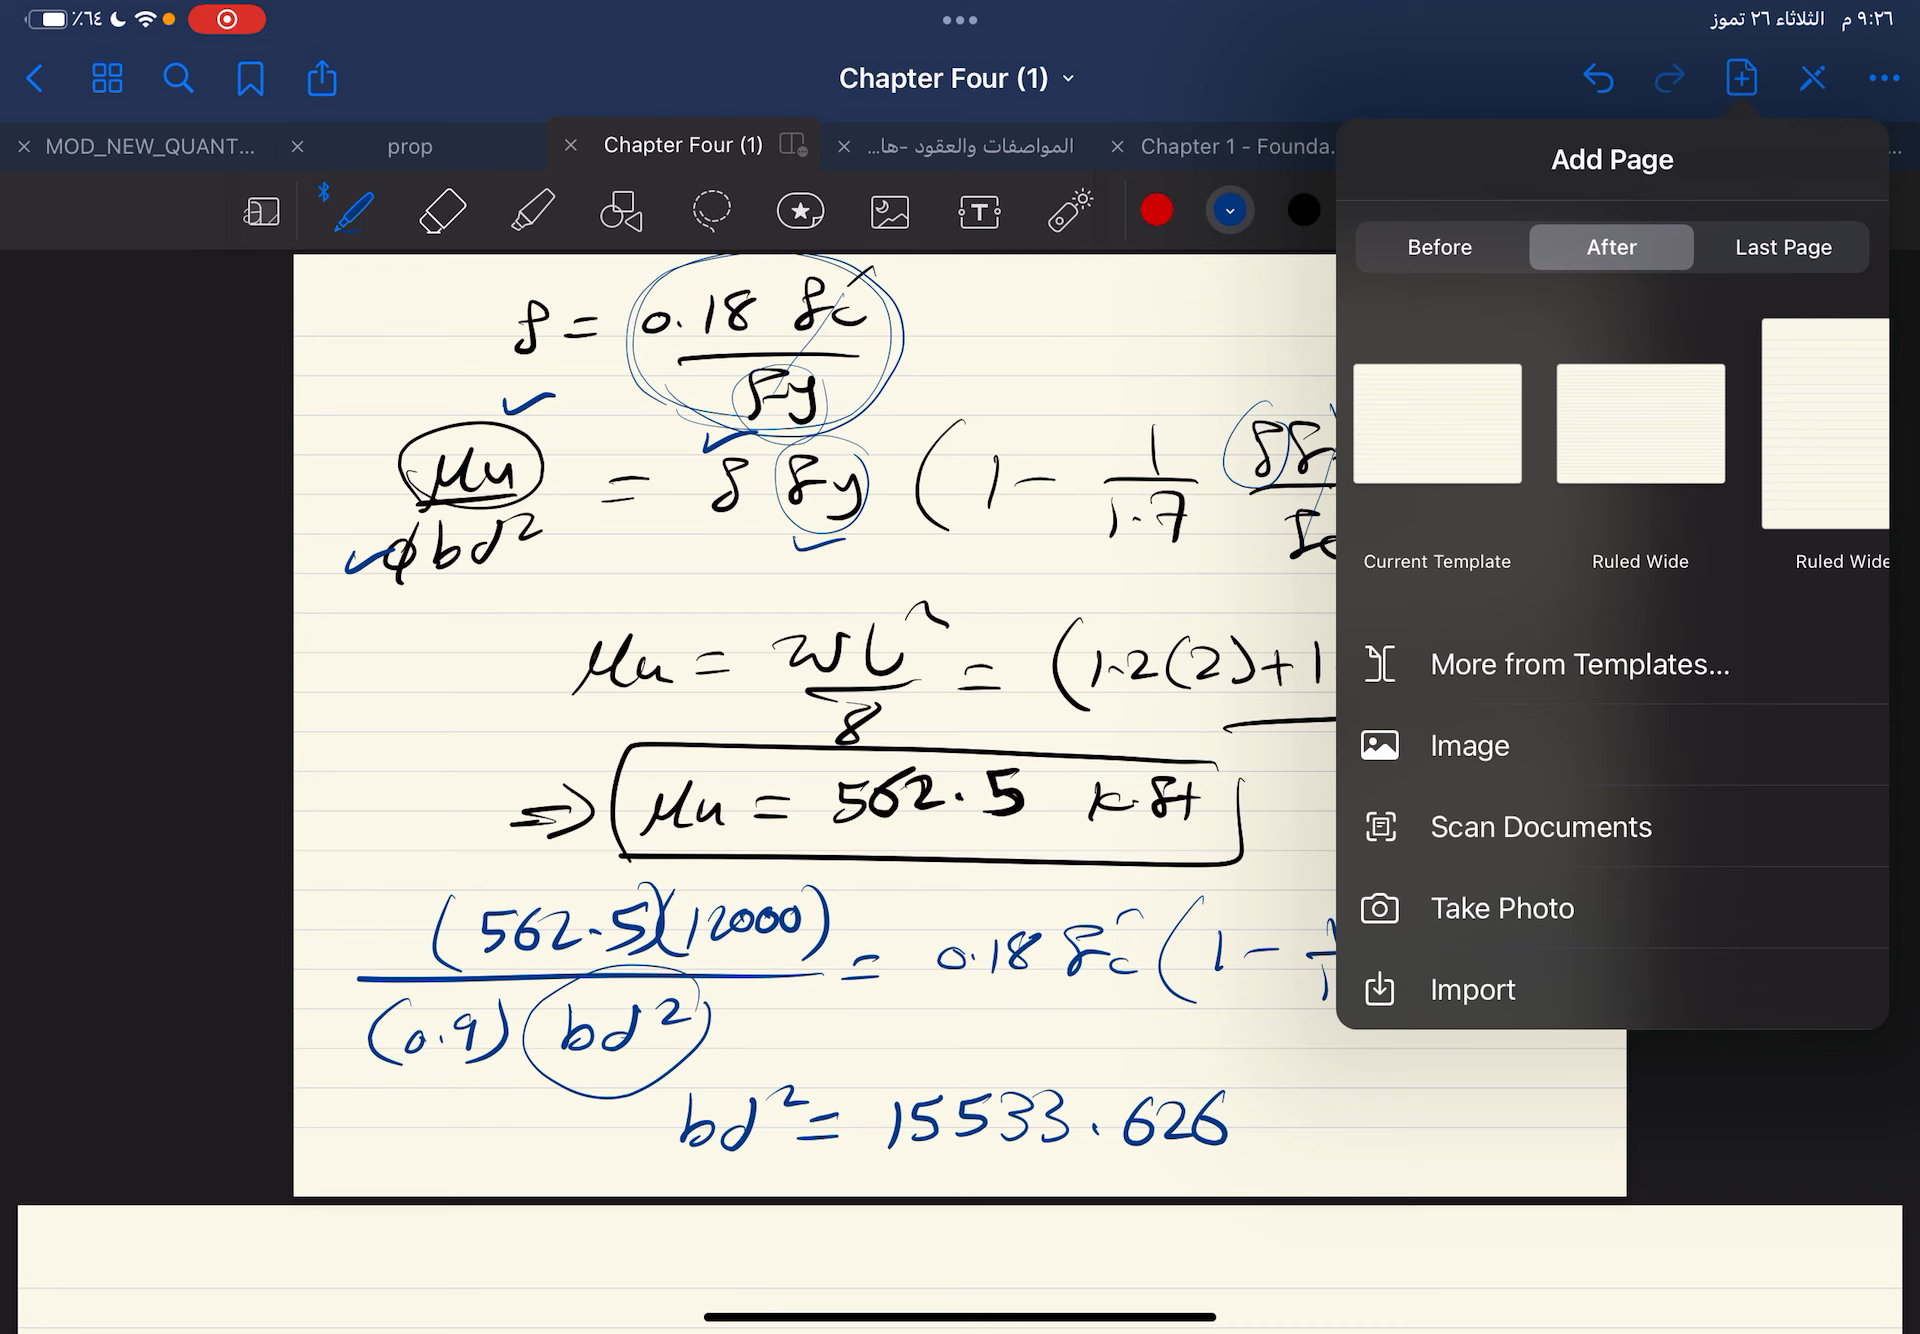 ٪٦٤
٩:٢٦ م الثلاثاء ٢٦ تموز
Chapter Four (1)
MOD_NEW_QUANT...
prop
Chapter Four (1)
المواصفات والعقود -ها...
Chapter 1 - Founda.
...
Add Page
Before After Last Page
Current Template
Ruled Wide
Ruled Wide
More from Templates...
Image
Scan Documents
Take Photo
Import
ρ = 0.18 fc' / fy
Mu / φbd² = ρ fy (1 - 1 / 1.7 ρf
Mu = wl² / 8 = (1.2(2)+1
⇒ Mu = 562.5 k.ft
(562.5)(12000) / (0.9)(bd²) = 0.18 fc' (1 - 1
bd² = 15533.626